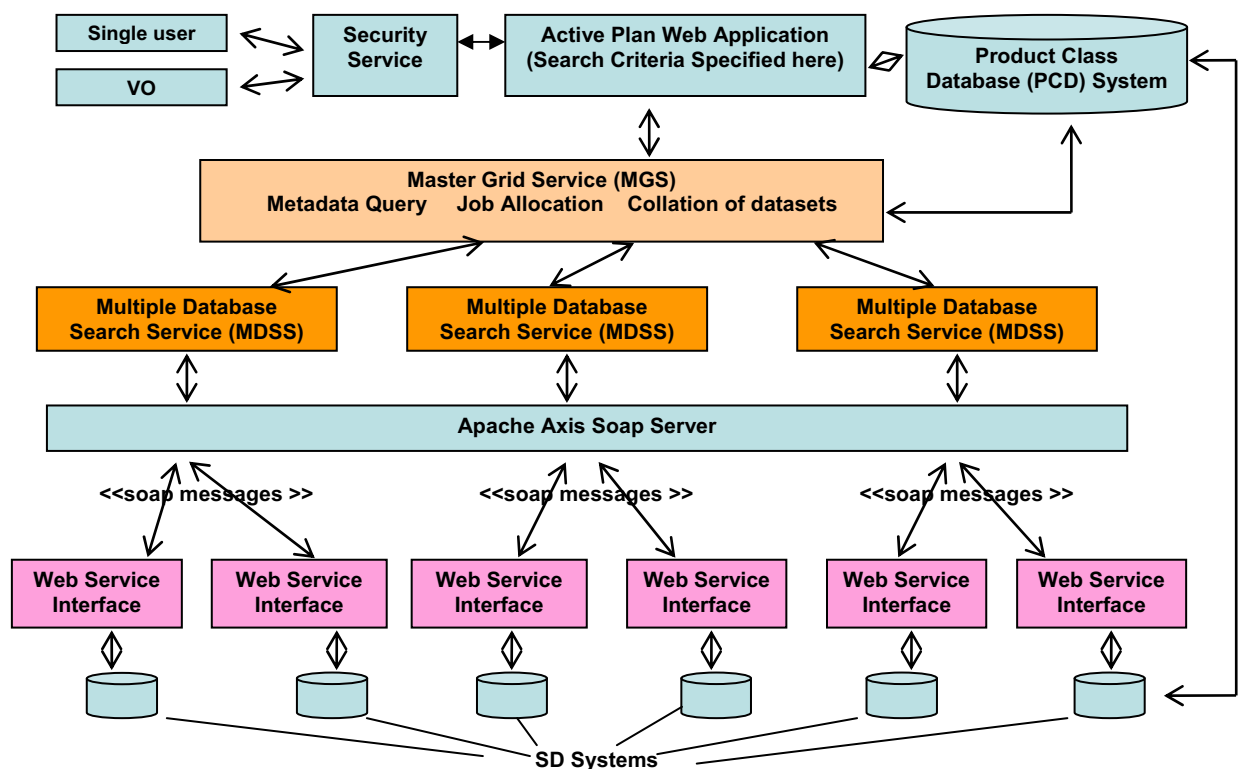 Single user
VO
Security
Service
Active Plan Web Application
(Search Criteria Specified here)
Product Class
Database (PCD) System
Master Grid Service (MGS)
Metadata Query Job Allocation Collation of datasets
Multiple Database
Search Service (MDSS)
Multiple Database
Search Service (MDSS)
Multiple Database
Search Service (MDSS)
Apache Axis Soap Server
<<soap messages >>
<<soap messages >>
<<soap messages >>
Web Service
Interface
Web Service
Interface
Web Service
Interface
Web Service
Interface
Web Service
Interface
Web Service
Interface
SD Systems